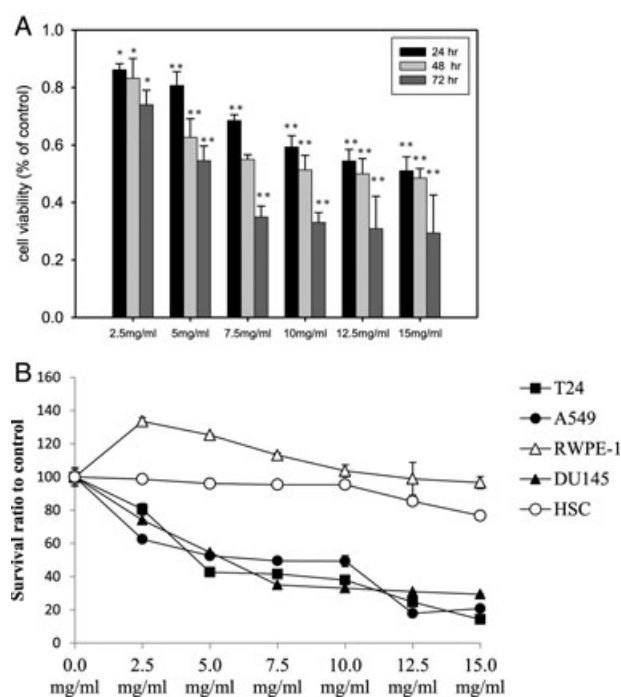 A
1.0
0.8
0.6
0.4
0.2
0.0
cell viability (% of control)
24 hr
48 hr
72 hr
* * *
** ** **
** **
** ** **
** ** **
** ** **
2.5mg/ml 5mg/ml 7.5mg/ml 10mg/ml 12.5mg/ml 15mg/ml
B
160
140
120
100
80
60
40
20
0
Survival ratio to control
T24
A549
RWPE-1
DU145
HSC
0.0 2.5 5.0 7.5 10.0 12.5 15.0
mg/ml mg/ml mg/ml mg/ml mg/ml mg/ml mg/ml